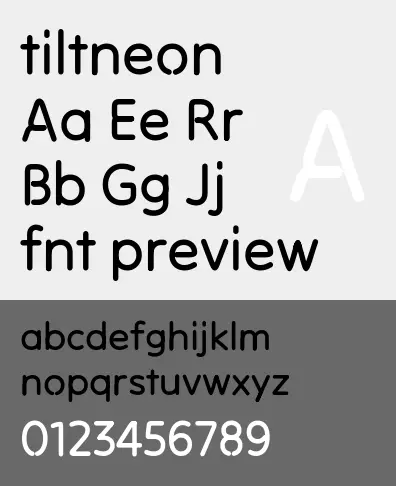 tiltneon
Aa Ee Rr
A
Bb Gg Jj
fnt preview
abcdefghijklm
nopqrstuvwxyz
0123456789